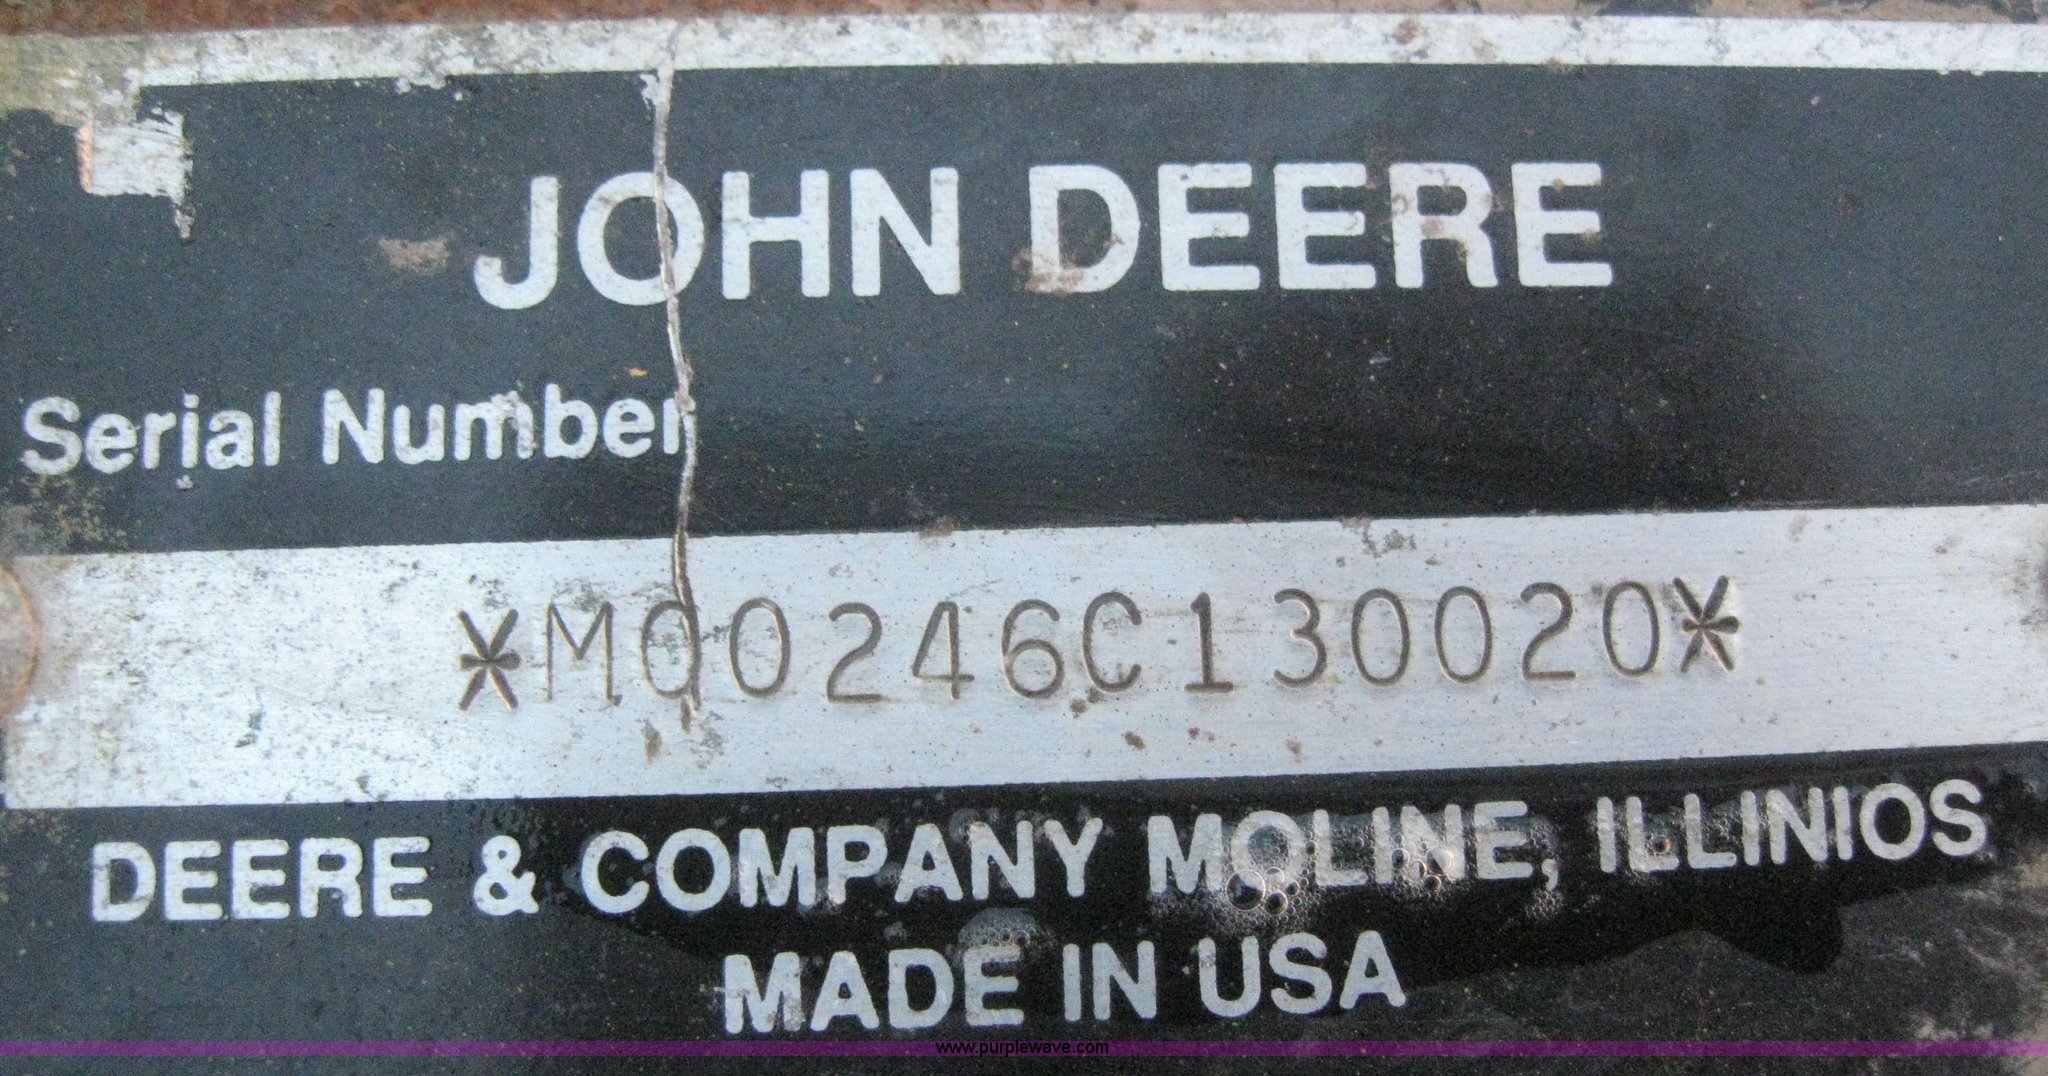 JOHN DEERE
Serial Number
*M00246C130020*
DEERE & COMPANY MOLINE, ILLINIOS
MADE IN USA
www.purplewave.com